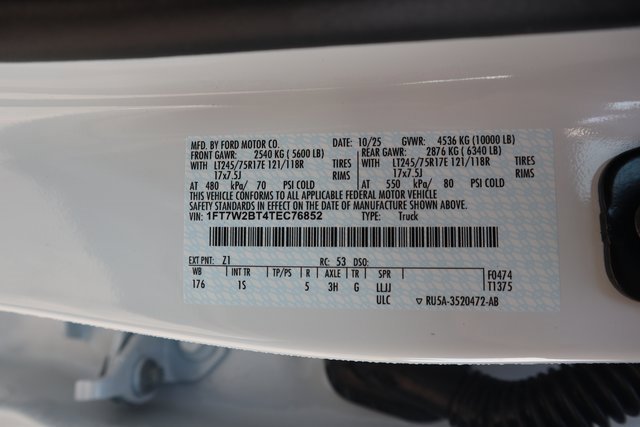 MFD. BY FORD MOTOR CO. DATE: 10/25 GVWR: 4536 KG (10000 LB)
FRONT GAWR: 2540 KG ( 5600 LB) REAR GAWR: 2876 KG ( 6340 LB)
WITH LT245/75R17E 121/118R TIRES WITH LT245/75R17E 121/118R TIRES
17x7.5J RIMS 17x7.5J RIMS
AT 480 kPa/ 70 PSI COLD AT 550 kPa/ 80 PSI COLD
THIS VEHICLE CONFORMS TO ALL APPLICABLE FEDERAL MOTOR VEHICLE
SAFETY STANDARDS IN EFFECT ON THE DATE OF MANUFACTURE SHOWN ABOVE.
VIN: 1FT7W2BT4TEC76852 TYPE: Truck
EXT PNT: Z1 RC: 53 DSO:
WB INT TR TP/PS R AXLE TR SPR F0474
176 1S 5 3H G LLJJ T1375
ULC ▽ RU5A-3520472-AB